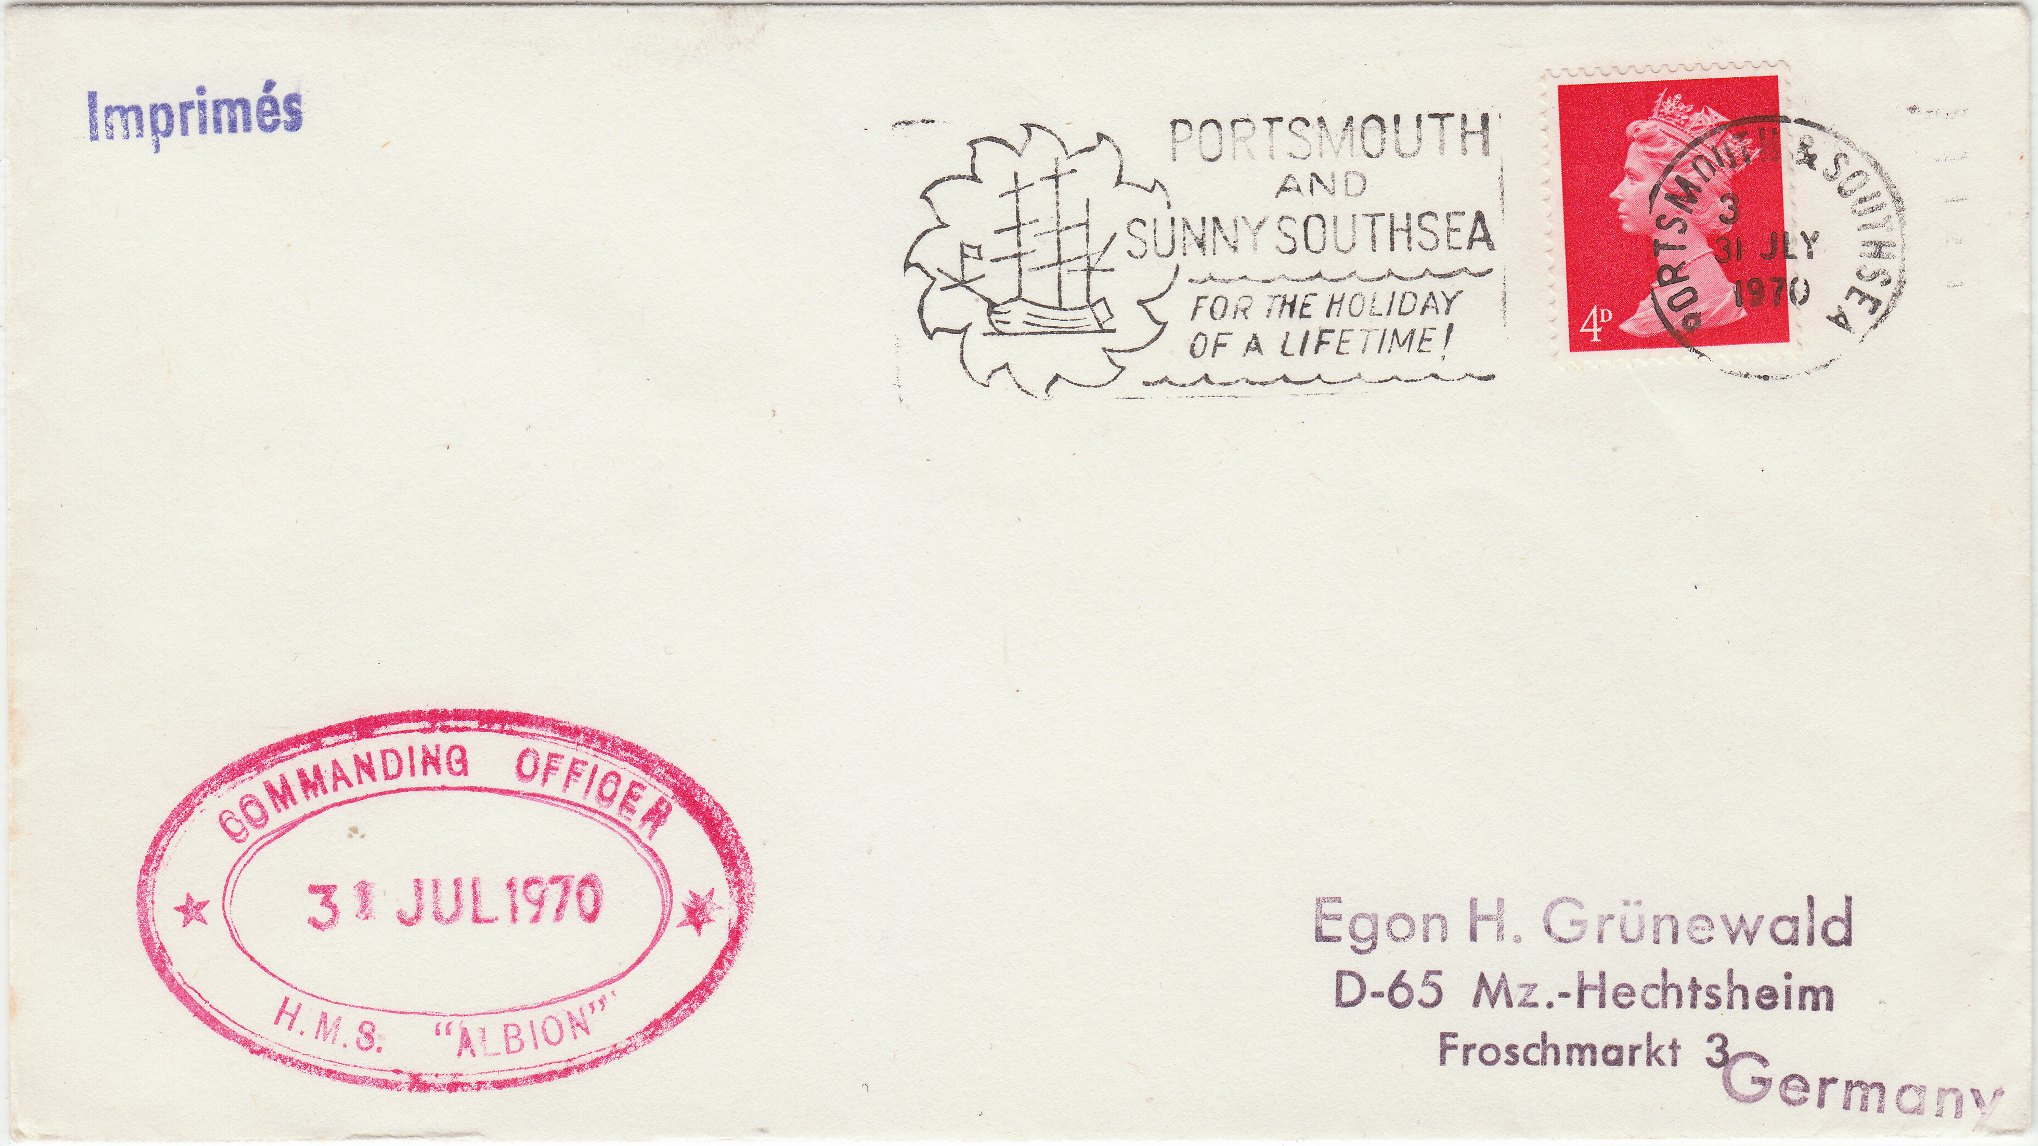 Imprimés
PORTSMOUTH
AND
SUNNY SOUTHSEA
FOR THE HOLIDAY
OF A LIFETIME!
4D
PORTSMOUTH & SOUTHSEA
3
31 JLY
1970
COMMANDING OFFICER
31 JUL 1970
H.M.S. "ALBION"
Egon H. Grünewald
D-65 Mz.-Hechtsheim
Froschmarkt 3
Germany